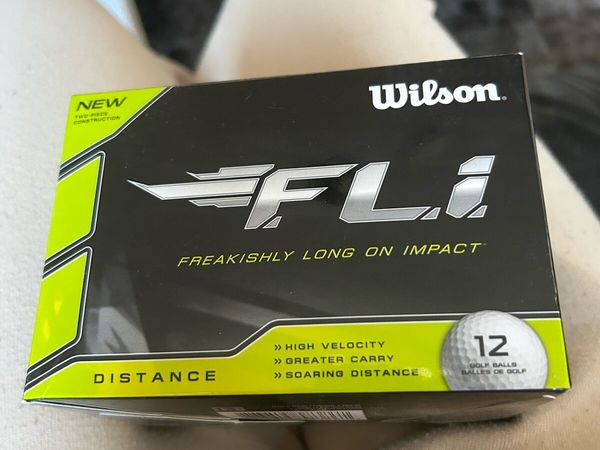 NEW
TWO-PIECE
CONSTRUCTION
Wilson.
F.L.i.
FREAKISHLY LONG ON IMPACT™
DISTANCE
>> HIGH VELOCITY
>> GREATER CARRY
>> SOARING DISTANCE
12
GOLF BALLS
BALLES DE GOLF